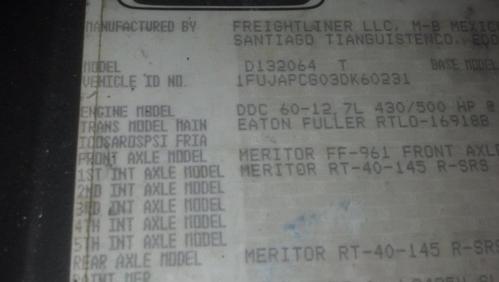 MANUFACTURED BY FREIGHTLINER LLC, M-B MEXICO
SANTIAGO TIANGUISTENCO,
MODEL D132064 T BASE MODEL
VEHICLE ID NO. 1FUJAPCG03DK60231
ENGINE MODEL DDC 60-12.7L 430/500 HP @
TRANS MODEL MAIN EATON FULLER RTLO-16918B
FRONT AXLE MODEL MERITOR FF-961 FRONT AXLE
1ST INT AXLE MODEL MERITOR RT-40-145 R-SRS
2ND INT AXLE MODEL
3RD INT AXLE MODEL
4TH INT AXLE MODEL
5TH INT AXLE MODEL
REAR AXLE MODEL MERITOR RT-40-145 R-SRS
PAINT MFR